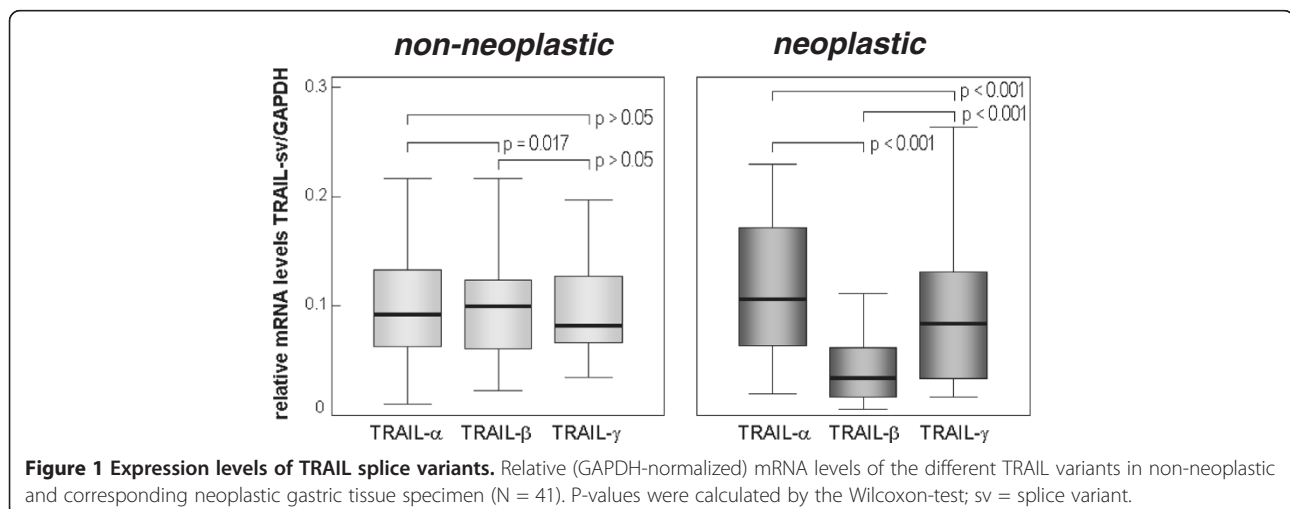 non-neoplastic
neoplastic
relative mRNA levels TRAIL-sv/GAPDH
0.3
0.2
0.1
0
p > 0.05
p = 0.017
p > 0.05
TRAIL-α TRAIL-β TRAIL-γ
p < 0.001
p < 0.001
p < 0.001
TRAIL-α TRAIL-β TRAIL-γ
Figure 1 Expression levels of TRAIL splice variants. Relative (GAPDH-normalized) mRNA levels of the different TRAIL variants in non-neoplastic
and corresponding neoplastic gastric tissue specimen (N = 41). P-values were calculated by the Wilcoxon-test; sv = splice variant.